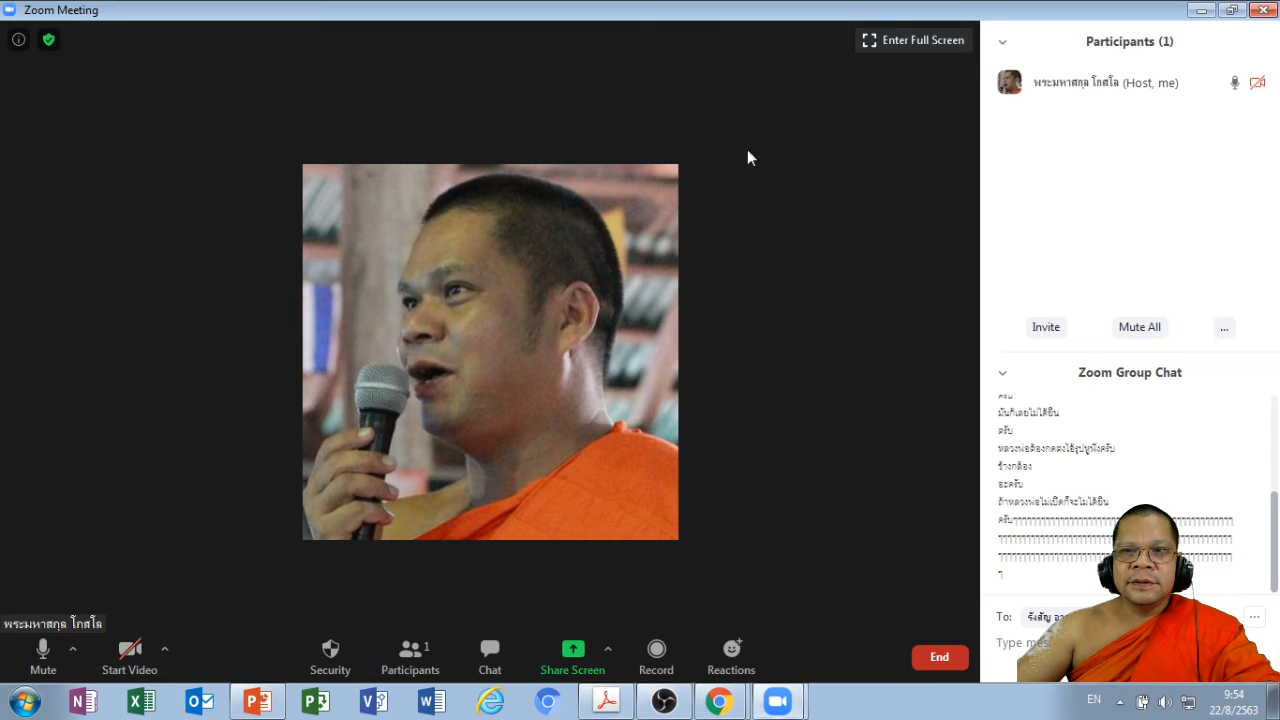 Zoom Meeting
Enter Full Screen
Participants (1)
พระมหาสกุล โกสโล (Host, me)
Invite
Mute All
...
Zoom Group Chat
ครับ
มันก็เลยไม่ได้ยิน
ครับ
หลวงพ่อต้องกดตงไอ้รูปหูฟังครับ
ข้างกล้อง
อะครับ
ถ้าหลวงพ่อไม่เปิดก็จะไม่ได้ยิน
To:
Type
พระมหาสกุล โกสโล
Mute
Start Video
Security
Participants
1
Chat
Share Screen
Record
Reactions
End
EN
9:54
22/8/2563